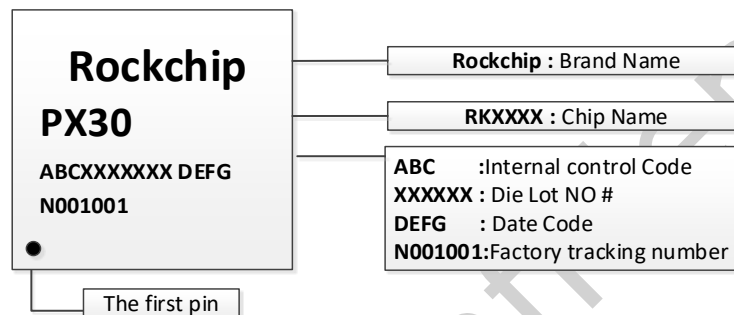 Rockchip
PX30
ABCXXXXXXX DEFG
N001001
The first pin
Rockchip : Brand Name
RKXXXX : Chip Name
ABC :Internal control Code
XXXXXX : Die Lot NO #
DEFG : Date Code
N001001:Factory tracking number